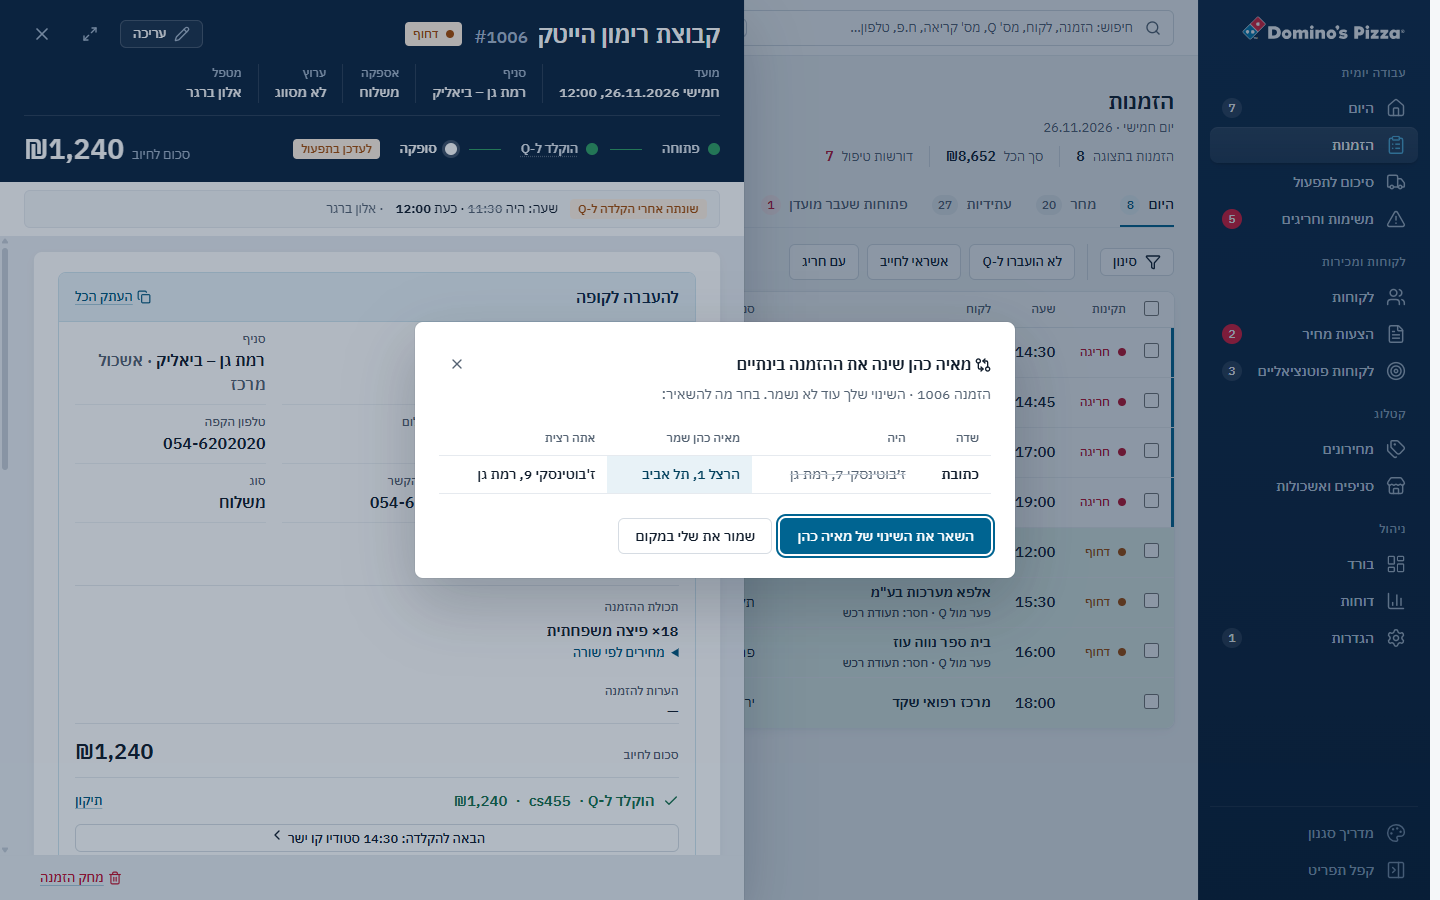 Domino's Pizza
עבודה יומית
היום 7
הזמנות
סיכום לתפעול
משימות וחריגים 5
לקוחות ומכירות
לקוחות
הצעות מחיר 2
לקוחות פוטנציאליים 3
קטלוג
מחירונים
סניפים ואשכולות
ניהול
בורד
דוחות
הגדרות 1
מדריך סגנון
קפל תפריט
חיפוש: הזמנה, לקוח, מס' Q, מס' קריאה, ח.פ, טלפון...
הזמנות
יום חמישי · 26.11.2026
הזמנות בתצוגה 8 סך הכל ₪8,652 דורשות טיפול 7
היום 8 מחר 20 עתידיות 27 פתוחות שעבר מועדן 1
סינון לא הועברו ל-Q אשראי לחייב עם חריג
תקינות שעה לקוח
חריגה 14:30
חריגה 14:45
חריגה 17:00
חריגה 19:00
דחוף 12:00
דחוף 15:30 אלפא מערכות בע"מ
פער מול Q · חסר: תעודת רכש
דחוף 16:00 בית ספר נווה עוז
פער מול Q · חסר: תעודת רכש
18:00 מרכז רפואי שקד
קבוצת רימון הייטק #1006 דחוף
עריכה
מועד סניף אספקה ערוץ מטפל
חמישי 26.11.2026, 12:00 רמת גן – ביאליק משלוח לא מסווג אלון ברגר
פתוחה הוקלד ל-Q סופקה לעדכן בתפעול
סכום לחיוב ₪1,240
שונתה אחרי הקלדה ל-Q שעה: היה 11:30 · כעת 12:00 · אלון ברגר
להעברה לקופה העתק הכל
סניף
רמת גן – ביאליק · אשכול
מרכז
טלפון הקפה
054-6202020
סוג
משלוח
תכולת ההזמנה
18× פיצה משפחתית
מחירים לפי שורה
הערות להזמנה
—
סכום לחיוב ₪1,240
הוקלד ל-Q · cs455 · ₪1,240 תיקון
הבאה להקלדה: 14:30 סטודיו קו ישר
מחק הזמנה
מאיה כהן שינה את ההזמנה בינתיים
הזמנה 1006 · השינוי שלך עוד לא נשמר. בחר מה להשאיר:
שדה היה מאיה כהן שמר אתה רצית
כתובת ז'בוטינסקי 7, רמת גן הרצל 1, תל אביב ז'בוטינסקי 9, רמת גן
השאר את השינוי של מאיה כהן שמור את שלי במקום